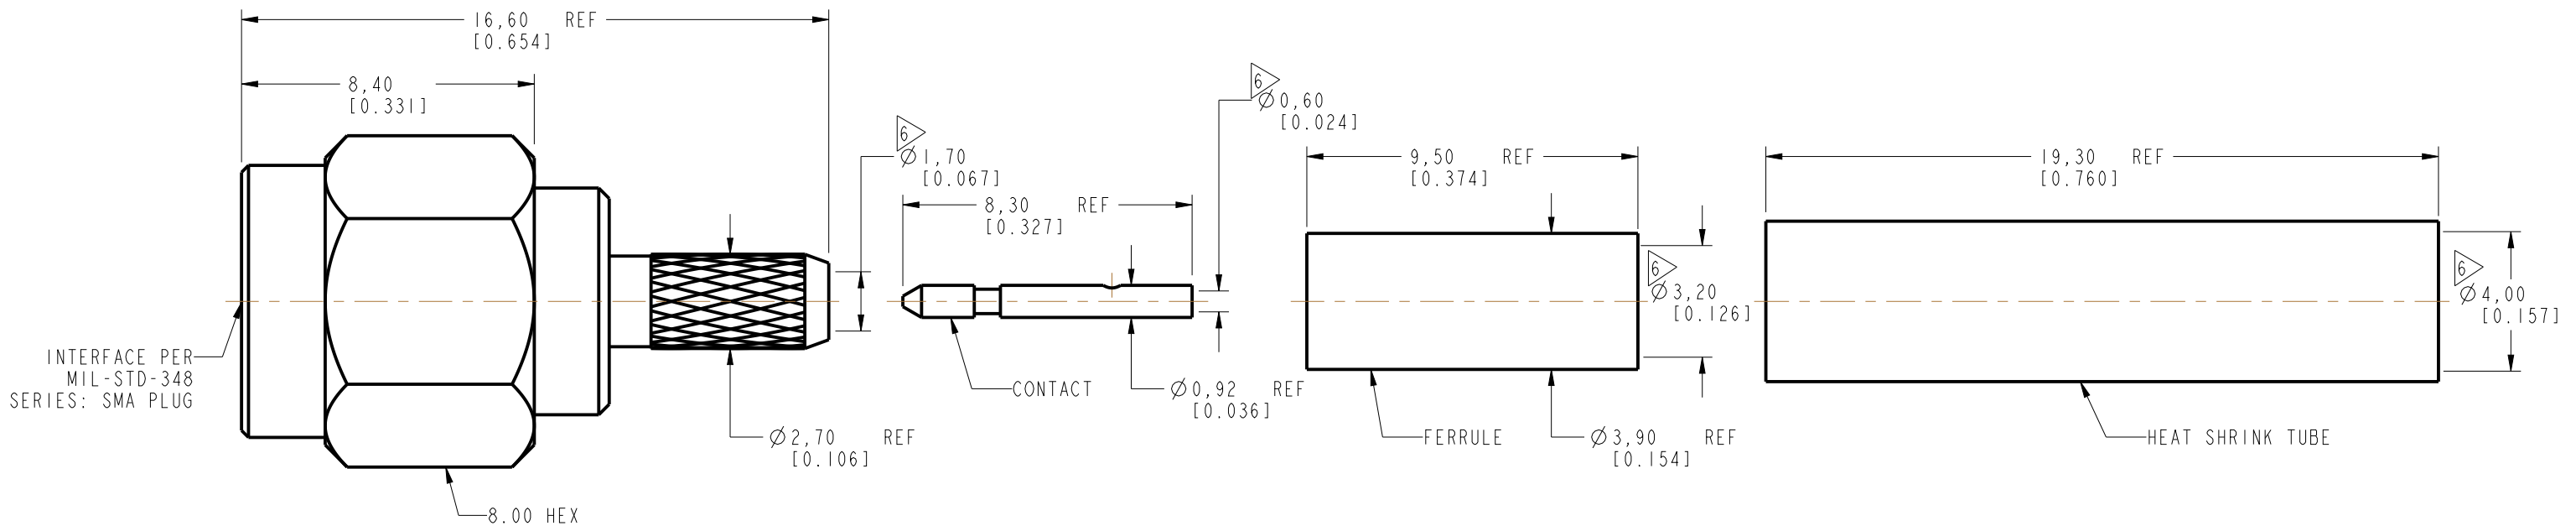 16,60 REF
[0.654]
8,40
[0.331]
INTERFACE PER
MIL-STD-348
SERIES: SMA PLUG
8.00 HEX
6
Ø1,70
[0.067]
Ø2,70 REF
[0.106]
8,30 REF
[0.327]
6
Ø0,60
[0.024]
CONTACT
Ø0,92 REF
[0.036]
9,50 REF
[0.374]
6
Ø3,20
[0.126]
FERRULE
Ø3,90 REF
[0.154]
19,30 REF
[0.760]
6
Ø4,00
[0.157]
HEAT SHRINK TUBE